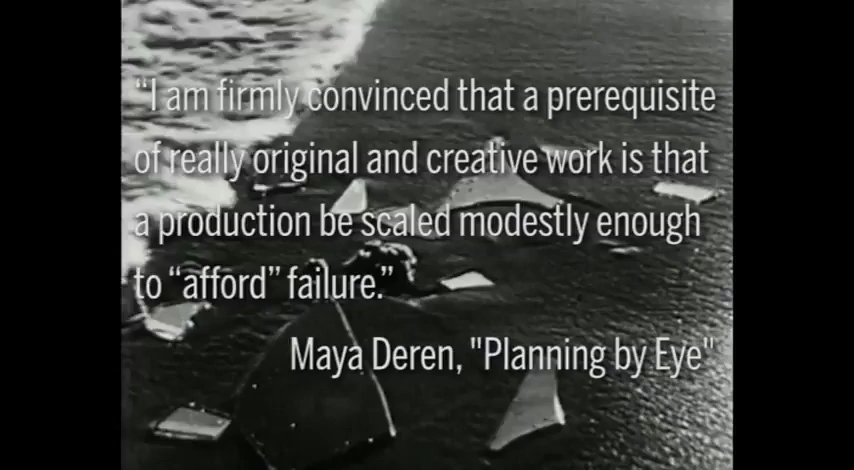 “I am firmly convinced that a prerequisite
of really original and creative work is that
a production be scaled modestly enough
to “afford” failure.”
Maya Deren, "Planning by Eye"